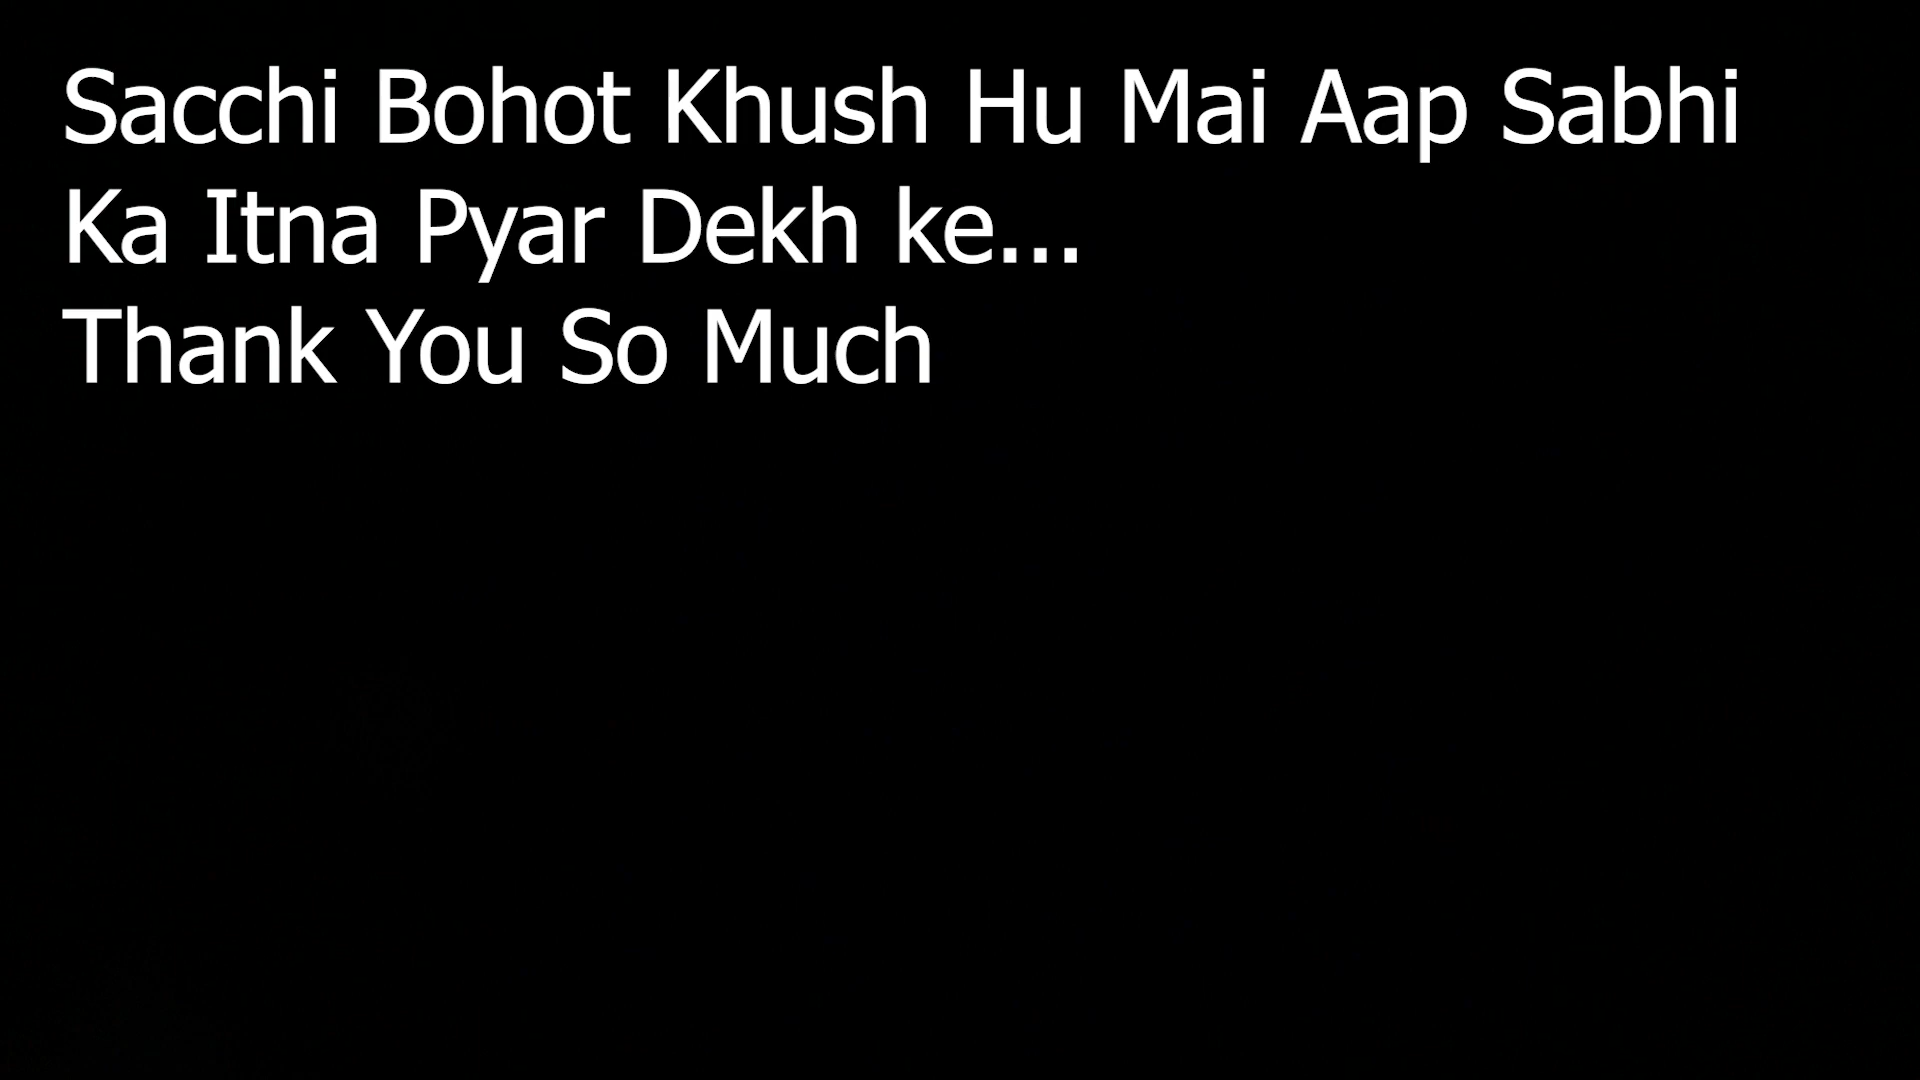 Sacchi Bohot Khush Hu Mai Aap Sabhi
Ka Itna Pyar Dekh ke...
Thank You So Much